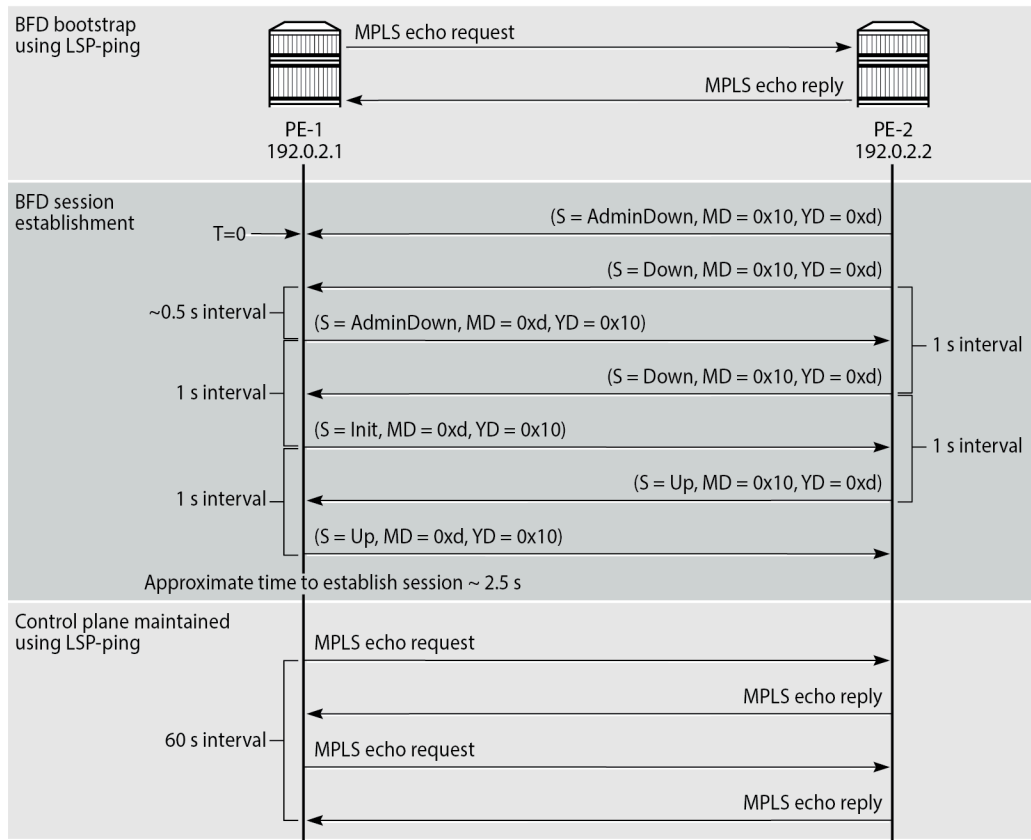 BFD bootstrap
using LSP-ping
MPLS echo request
MPLS echo reply
PE-1
192.0.2.1
PE-2
192.0.2.2
BFD session
establishment
(S = AdminDown, MD = 0x10, YD = 0xd)
T=0
(S = Down, MD = 0x10, YD = 0xd)
~0.5 s interval
(S = AdminDown, MD = 0xd, YD = 0x10)
1 s interval
(S = Down, MD = 0x10, YD = 0xd)
1 s interval
(S = Init, MD = 0xd, YD = 0x10)
1 s interval
(S = Up, MD = 0x10, YD = 0xd)
1 s interval
(S = Up, MD = 0xd, YD = 0x10)
Approximate time to establish session ~ 2.5 s
Control plane maintained
using LSP-ping
MPLS echo request
MPLS echo reply
60 s interval
MPLS echo request
MPLS echo reply